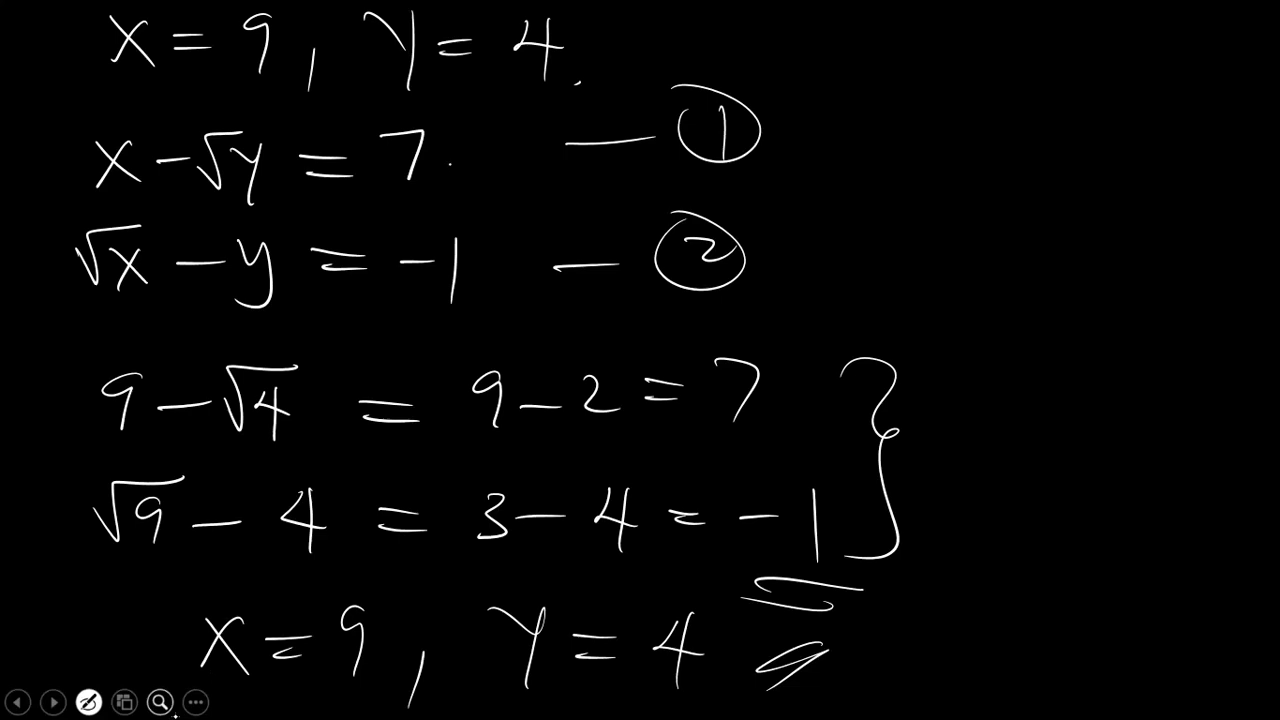 X = 9, Y = 4.
x - √y = 7. — ①
√x - y = -1 — ②
9 - √4 = 9 - 2 = 7 }
√9 - 4 = 3 - 4 = -1
X = 9, Y = 4